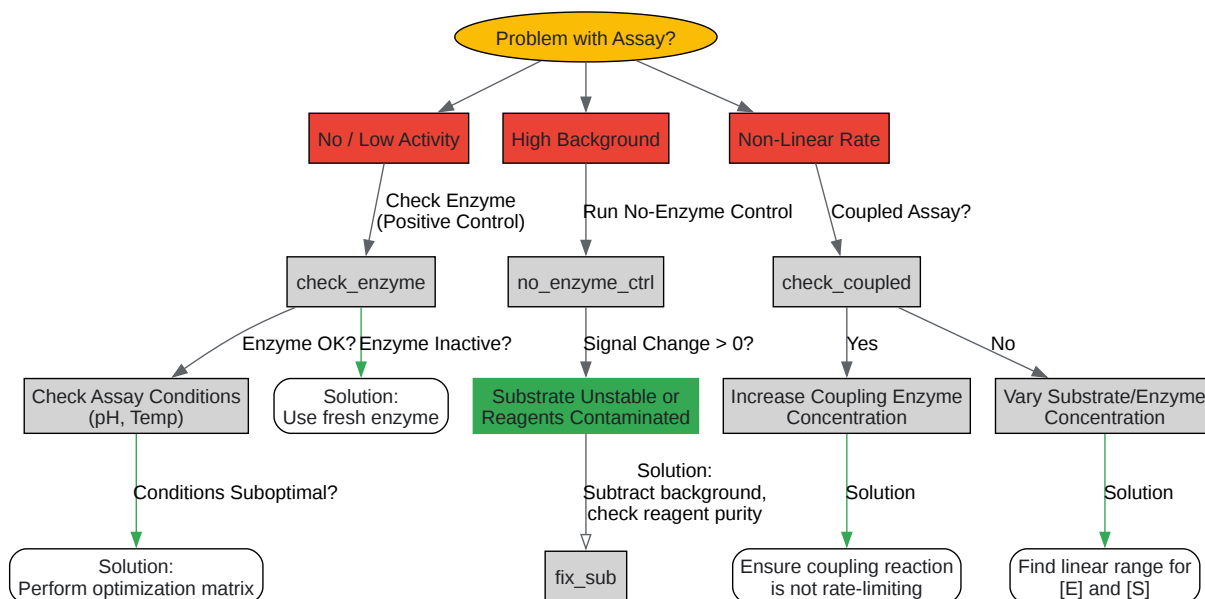 Problem with Assay?
No / Low Activity
High Background
Non-Linear Rate
Check Enzyme
(Positive Control)
Run No-Enzyme Control
Coupled Assay?
check_enzyme
no_enzyme_ctrl
check_coupled
Enzyme OK?
Enzyme Inactive?
Signal Change > 0?
Yes
No
Check Assay Conditions
(pH, Temp)
Solution:
Use fresh enzyme
Substrate Unstable or
Reagents Contaminated
Increase Coupling Enzyme
Concentration
Vary Substrate/Enzyme
Concentration
Conditions Suboptimal?
Solution:
Subtract background,
check reagent purity
Solution
Solution
Solution:
Perform optimization matrix
fix_sub
Ensure coupling reaction
is not rate-limiting
Find linear range for
[E] and [S]